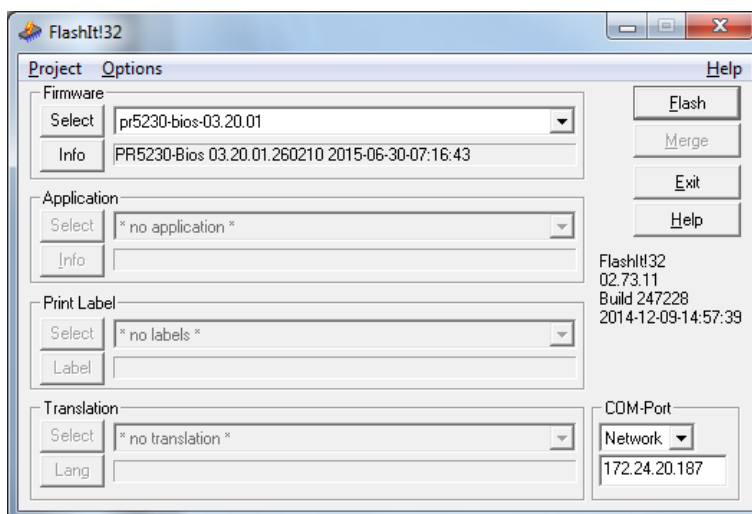 FlashIt!32
Project Options Help
Firmware
Select pr5230-bios-03.20.01
Info PR5230-Bios 03.20.01.260210 2015-06-30-07:16:43
Flash
Merge
Exit
Help
Application
Select * no application *
Info
FlashIt!32
02.73.11
Build 247228
2014-12-09-14:57:39
Print Label
Select * no labels *
Label
Translation
Select * no translation *
Lang
COM-Port
Network
172.24.20.187